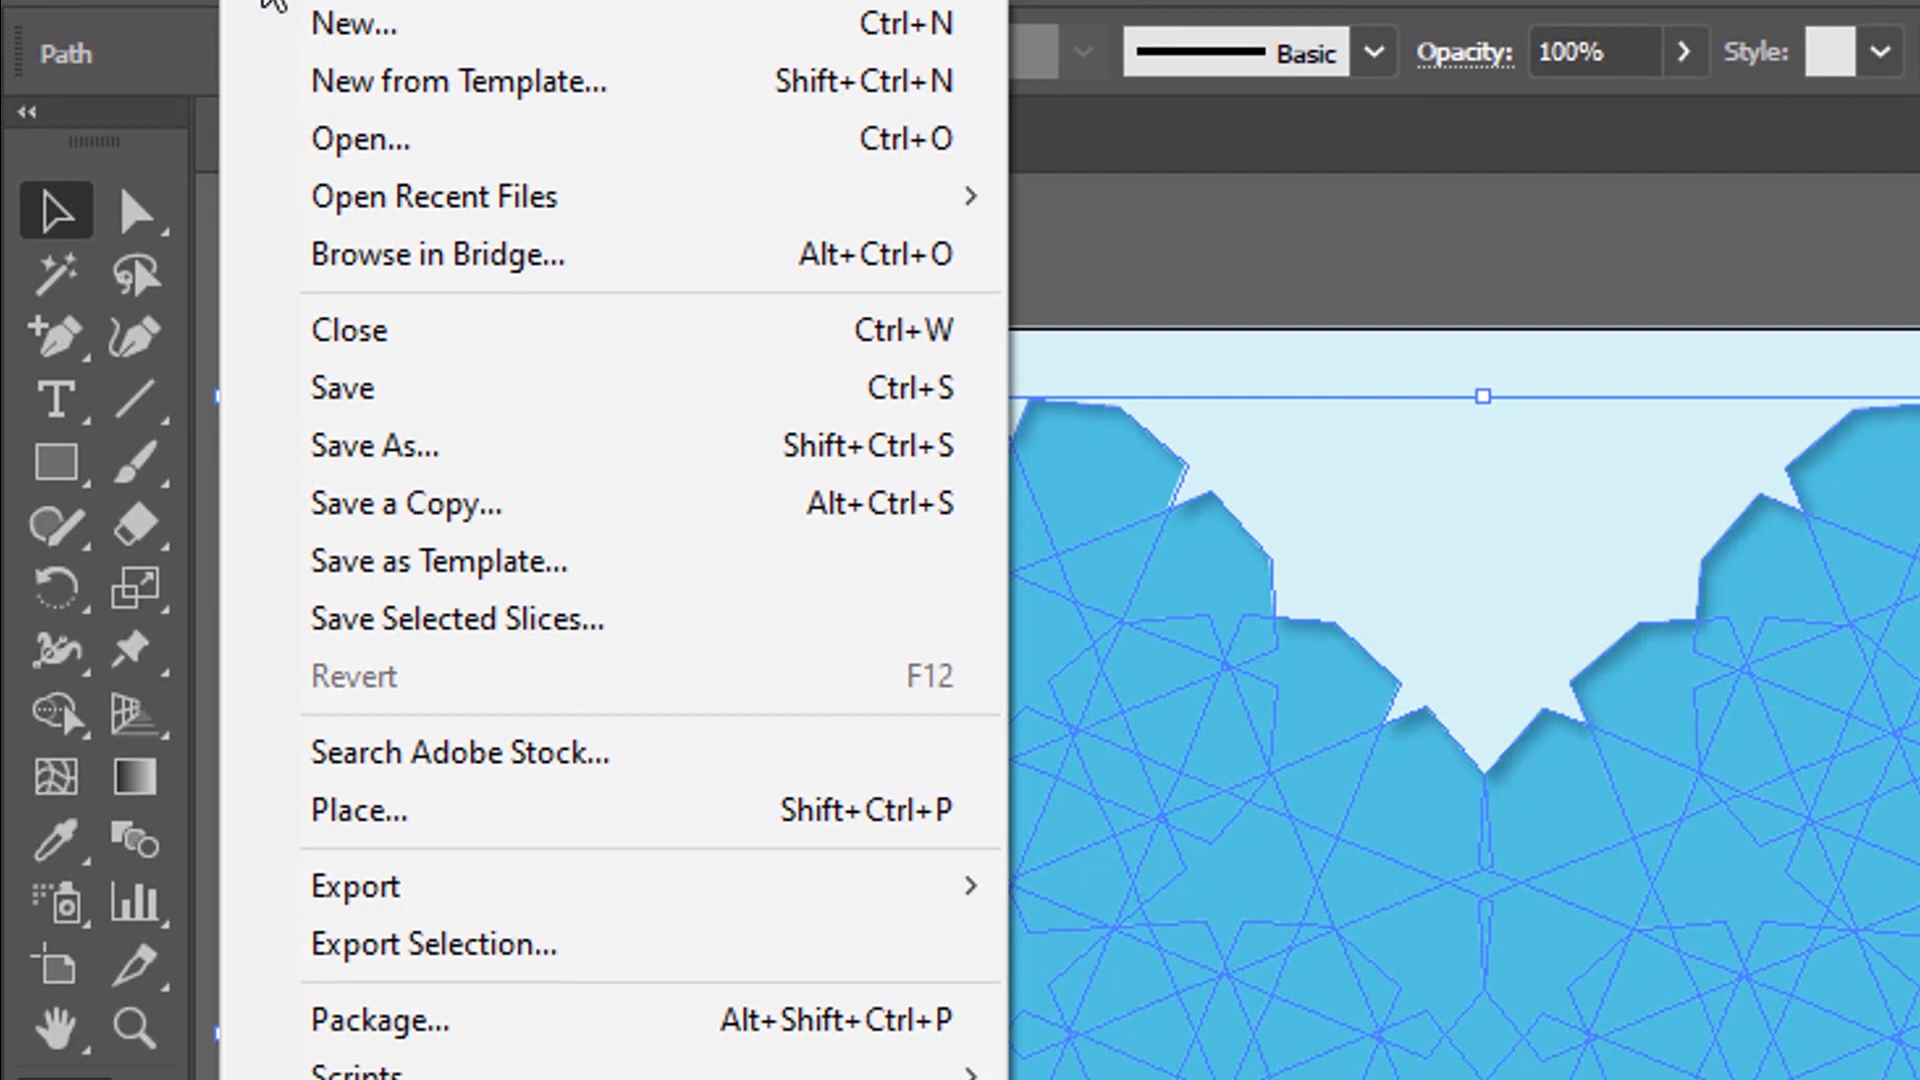 Path
Basic
Opacity:
100%
Style:
New...
Ctrl+N
New from Template...
Shift+Ctrl+N
Open...
Ctrl+O
Open Recent Files
Browse in Bridge...
Alt+Ctrl+O
Close
Ctrl+W
Save
Ctrl+S
Save As...
Shift+Ctrl+S
Save a Copy...
Alt+Ctrl+S
Save as Template...
Save Selected Slices...
Revert
F12
Search Adobe Stock...
Place...
Shift+Ctrl+P
Export
Export Selection...
Package...
Alt+Shift+Ctrl+P
Scripts